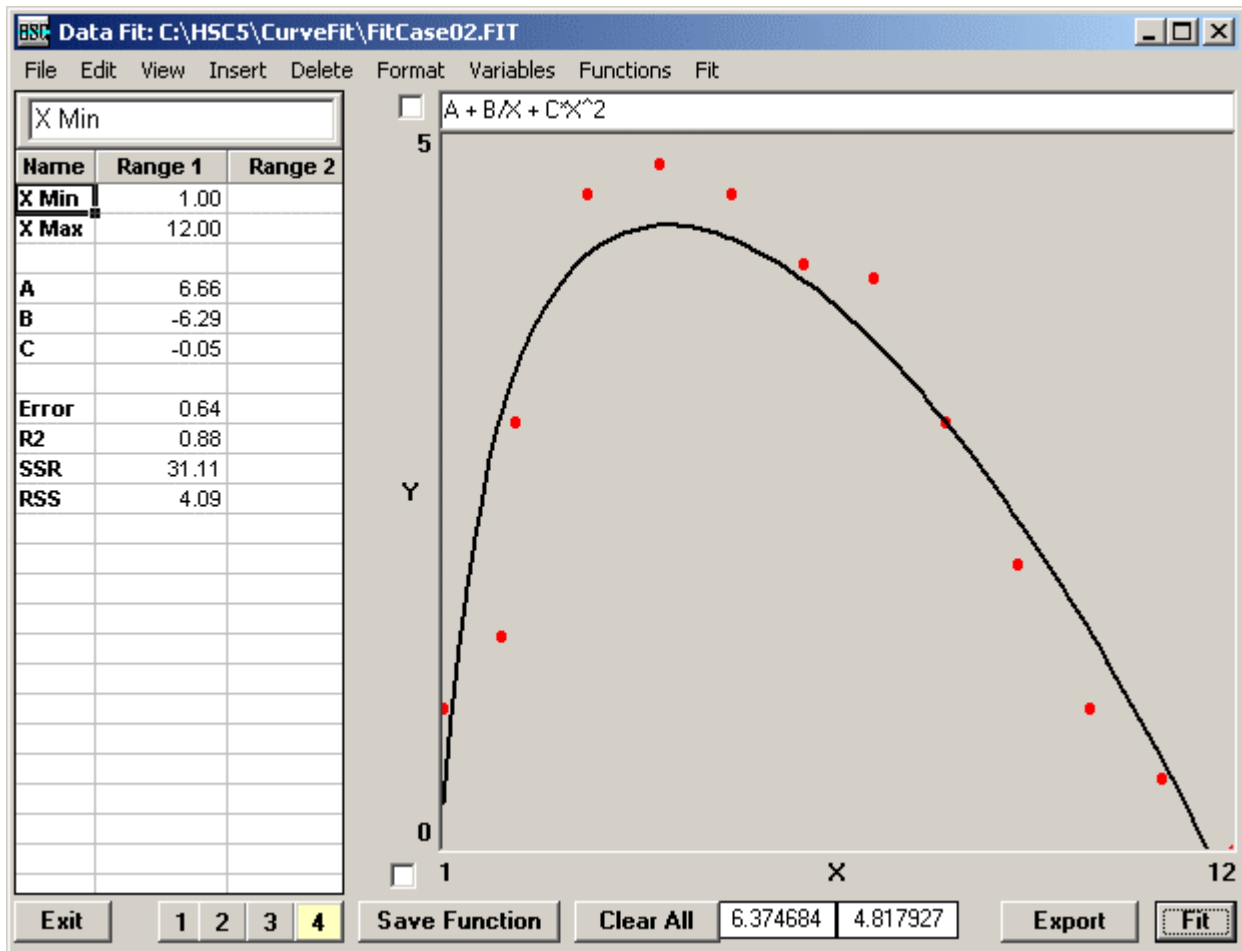 HSC Data Fit: C:\HSC5\CurveFit\FitCase02.FIT
File Edit View Insert Delete Format Variables Functions Fit
X Min
A + B/X + C*X^2
Name Range 1 Range 2
X Min 1.00
X Max 12.00
A 6.66
B -6.29
C -0.05
Error 0.64
R2 0.88
SSR 31.11
RSS 4.09
5
Y
0
1 X 12
Exit 1 2 3 4 Save Function Clear All 6.374684 4.817927 Export Fit